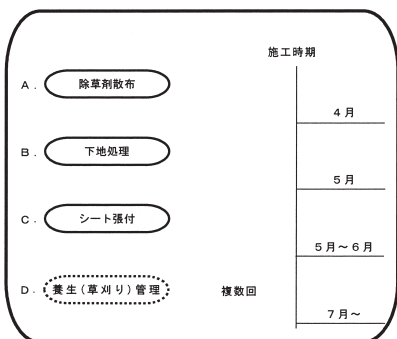 施工時期
A. 除草剤散布
4月
B. 下地処理
5月
C. シート張付
5月～6月
D. 養生(草刈り)管理 複数回
7月～